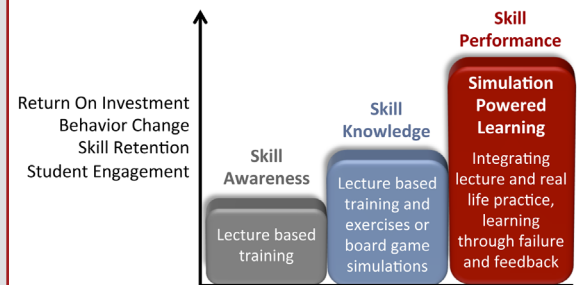 Return On Investment
Behavior Change
Skill Retention
Student Engagement
Skill
Awareness
Lecture based
training
Skill
Knowledge
Lecture based
training and
exercises or
board game
simulations
Skill
Performance
Simulation
Powered
Learning
Integrating
lecture and real
life practice,
learning
through failure
and feedback